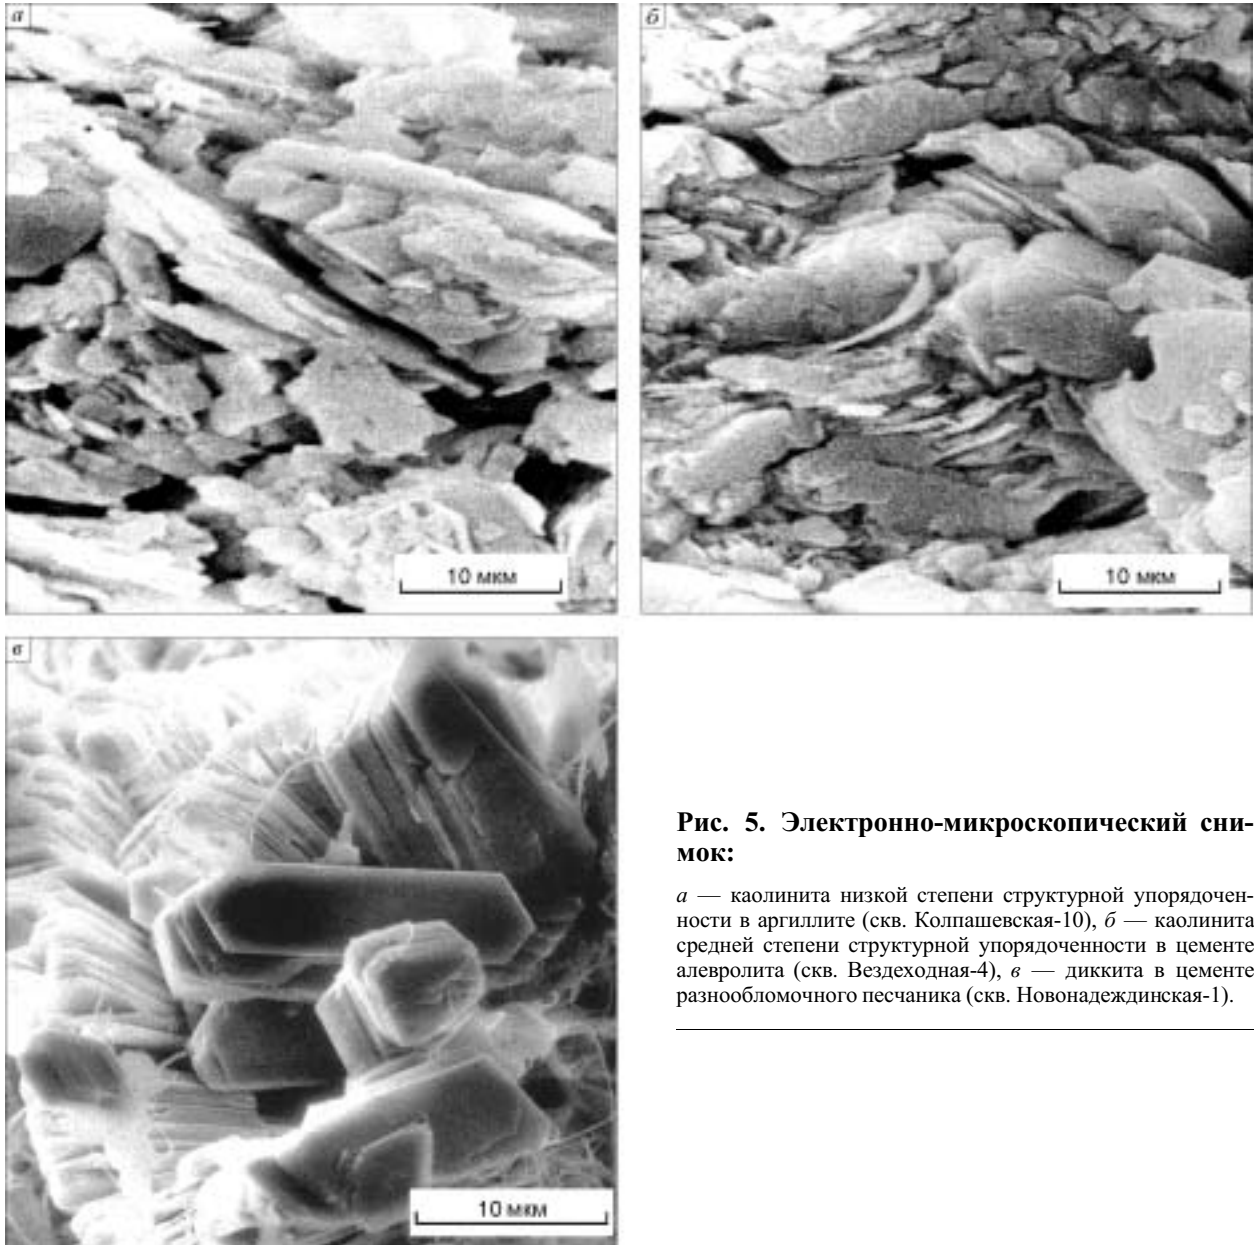 а
б
10 мкм
10 мкм
в
Рис. 5. Электронно-микроскопический сни-
мок:
а — каолинита низкой степени структурной упорядочен-
ности в аргиллите (скв. Колпашевская-10), б — каолинита
средней степени структурной упорядоченности в цементе
алевролита (скв. Вездеходная-4), в — диккита в цементе
разнообломочного песчаника (скв. Новонадеждинская-1).
10 мкм